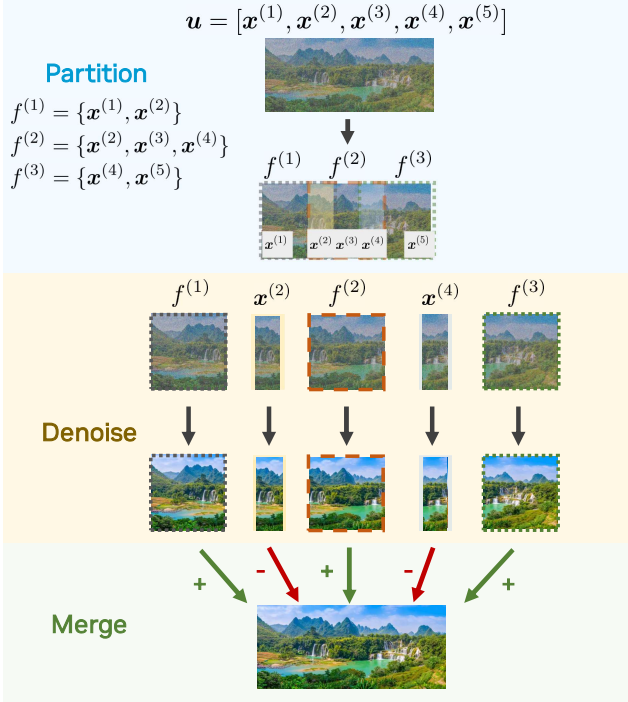 u = [x^(1), x^(2), x^(3), x^(4), x^(5)]
Partition
f^(1) = {x^(1), x^(2)}
f^(2) = {x^(2), x^(3), x^(4)}
f^(3) = {x^(4), x^(5)}
f^(1) f^(2) f^(3)
x^(1) x^(2) x^(3) x^(4) x^(5)
f^(1) x^(2) f^(2) x^(4) f^(3)
Denoise
+ - + - +
Merge